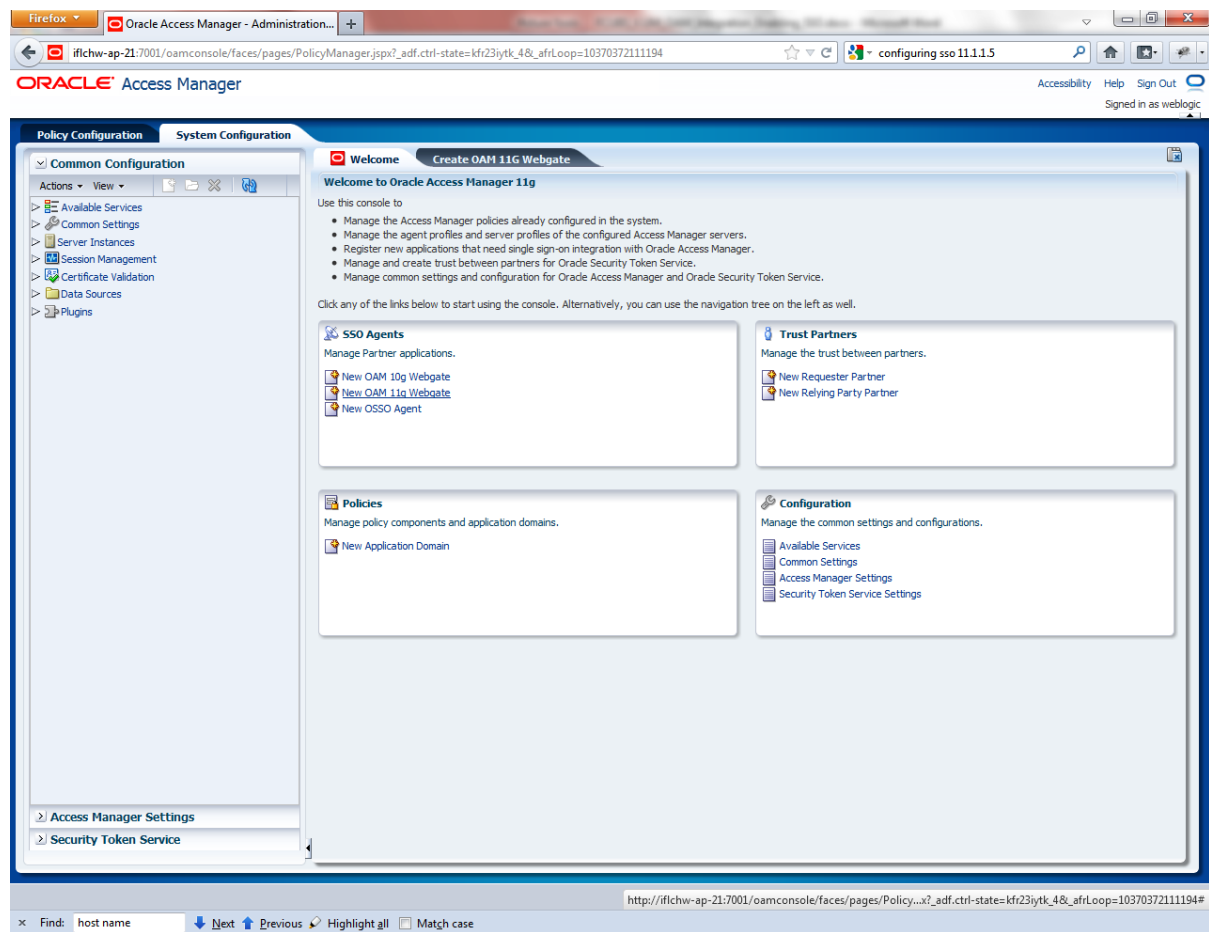 Firefox
Oracle Access Manager - Administration...
iflchw-ap-21:7001/oamconsole/faces/pages/PolicyManager.jspx?_adf.ctrl-state=kfr23iytk_4&_afrLoop=10370372111194
configuring sso 11.1.1.5
ORACLE Access Manager
Accessibility Help Sign Out
Signed in as weblogic
Policy Configuration System Configuration
Common Configuration
Actions View
Available Services
Common Settings
Server Instances
Session Management
Certificate Validation
Data Sources
Plugins
Access Manager Settings
Security Token Service
Welcome Create OAM 11G Webgate
Welcome to Oracle Access Manager 11g
Use this console to
• Manage the Access Manager policies already configured in the system.
• Manage the agent profiles and server profiles of the configured Access Manager servers.
• Register new applications that need single sign-on integration with Oracle Access Manager.
• Manage and create trust between partners for Oracle Security Token Service.
• Manage common settings and configuration for Oracle Access Manager and Oracle Security Token Service.
Click any of the links below to start using the console. Alternatively, you can use the navigation tree on the left as well.
SSO Agents
Manage Partner applications.
New OAM 10g Webgate
New OAM 11g Webgate
New OSSO Agent
Trust Partners
Manage the trust between partners.
New Requester Partner
New Relying Party Partner
Policies
Manage policy components and application domains.
New Application Domain
Configuration
Manage the common settings and configurations.
Available Services
Common Settings
Access Manager Settings
Security Token Service Settings
http://iflchw-ap-21:7001/oamconsole/faces/pages/Policy...x?_adf.ctrl-state=kfr23iytk_4&_afrLoop=10370372111194#
× Find: host name Next Previous Highlight all Match case